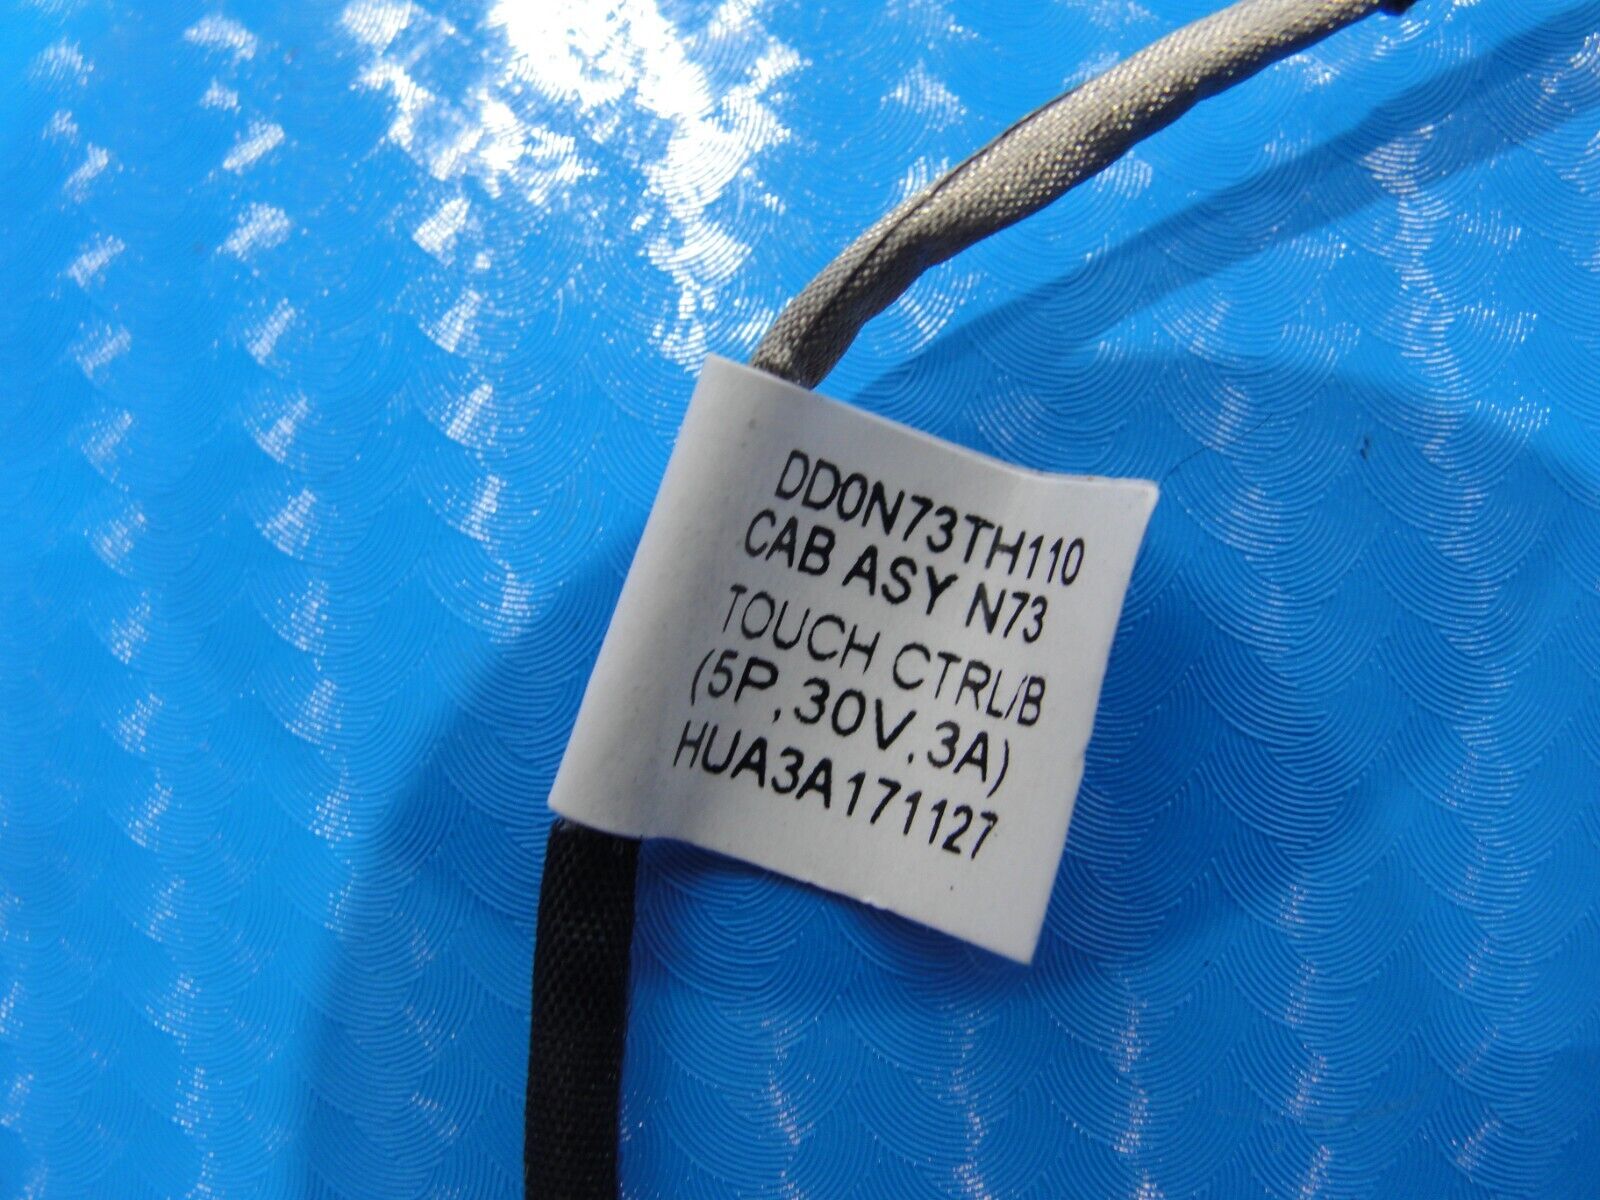 DD0N73TH110
CAB ASY N73
TOUCH CTRL/B
(5P,30V,3A)
HUA3A171127